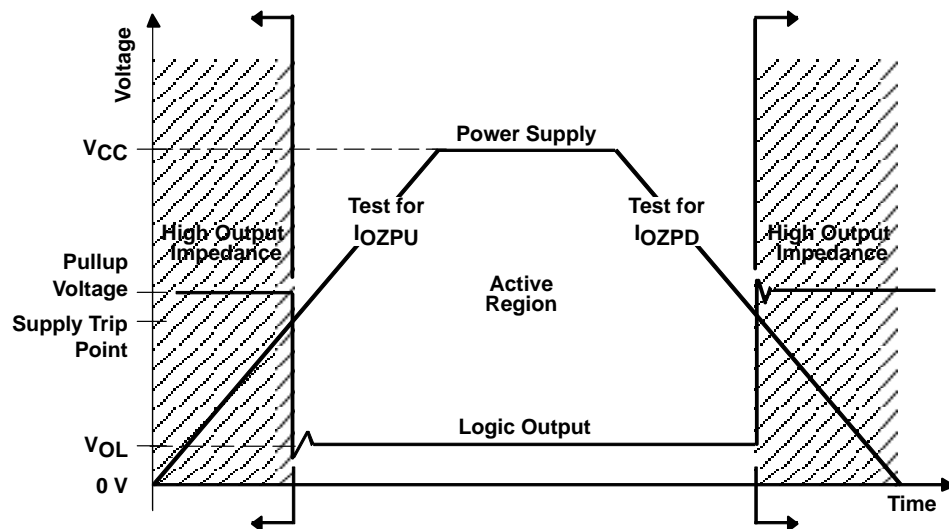 Voltage
VCC
Power Supply
Test for
IOZPU
Test for
IOZPD
High Output
Impedance
High Output
Impedance
Pullup
Voltage
Active
Region
Supply Trip
Point
Logic Output
VOL
0 V
Time